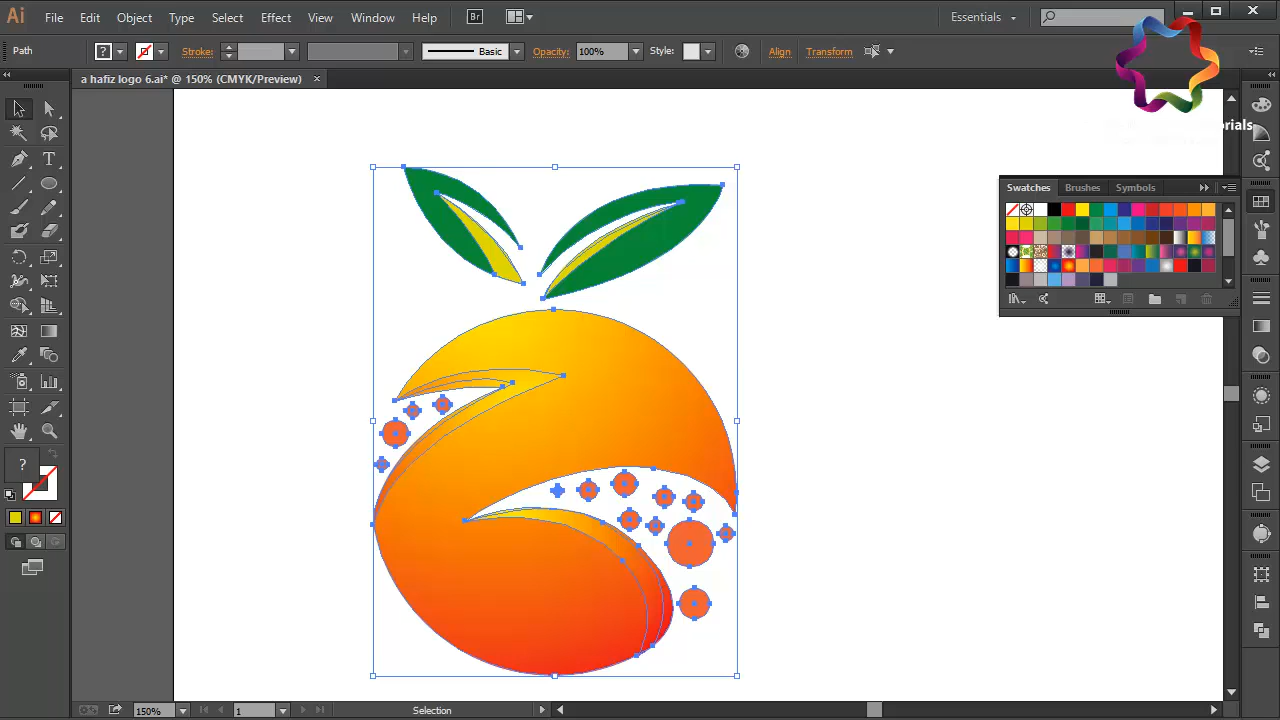 Ai File Edit Object Type Select Effect View Window Help Br Essentials
Path ? Stroke: Basic Opacity: 100% Style: Align Transform
a hafiz logo 6.ai* @ 150% (CMYK/Preview) ×
orials
Swatches Brushes Symbols
T
?
150% 1 Selection